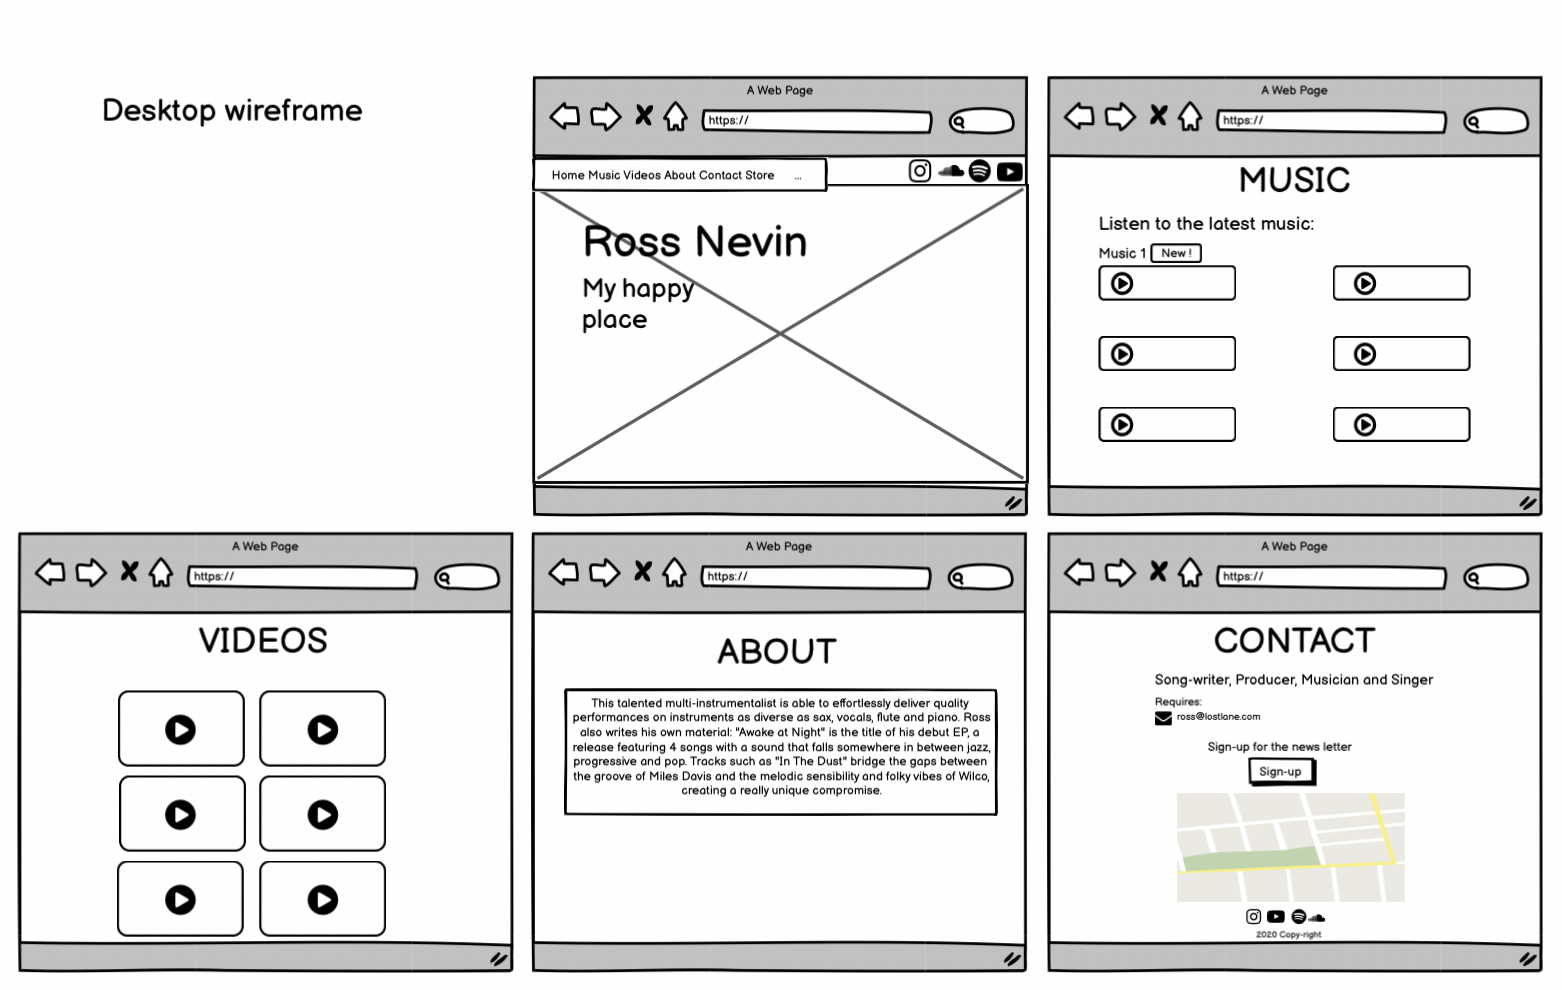 Desktop wireframe
A Web Page
https://
Home Music Videos About Contact Store ...
Ross Nevin
My happy
place
A Web Page
https://
MUSIC
Listen to the latest music:
Music 1 New !
A Web Page
https://
VIDEOS
A Web Page
https://
ABOUT
This talented multi-instrumentalist is able to effortlessly deliver quality
performances on instruments as diverse as sax, vocals, flute and piano. Ross
also writes his own material: "Awake at Night" is the title of his debut EP, a
release featuring 4 songs with a sound that falls somewhere in between jazz,
progressive and pop. Tracks such as "In The Dust" bridge the gaps between
the groove of Miles Davis and the melodic sensibility and folky vibes of Wilco,
creating a really unique compromise.
A Web Page
https://
CONTACT
Song-writer, Producer, Musician and Singer
Requires:
ross@lostlane.com
Sign-up for the news letter
Sign-up
2020 Copy-right